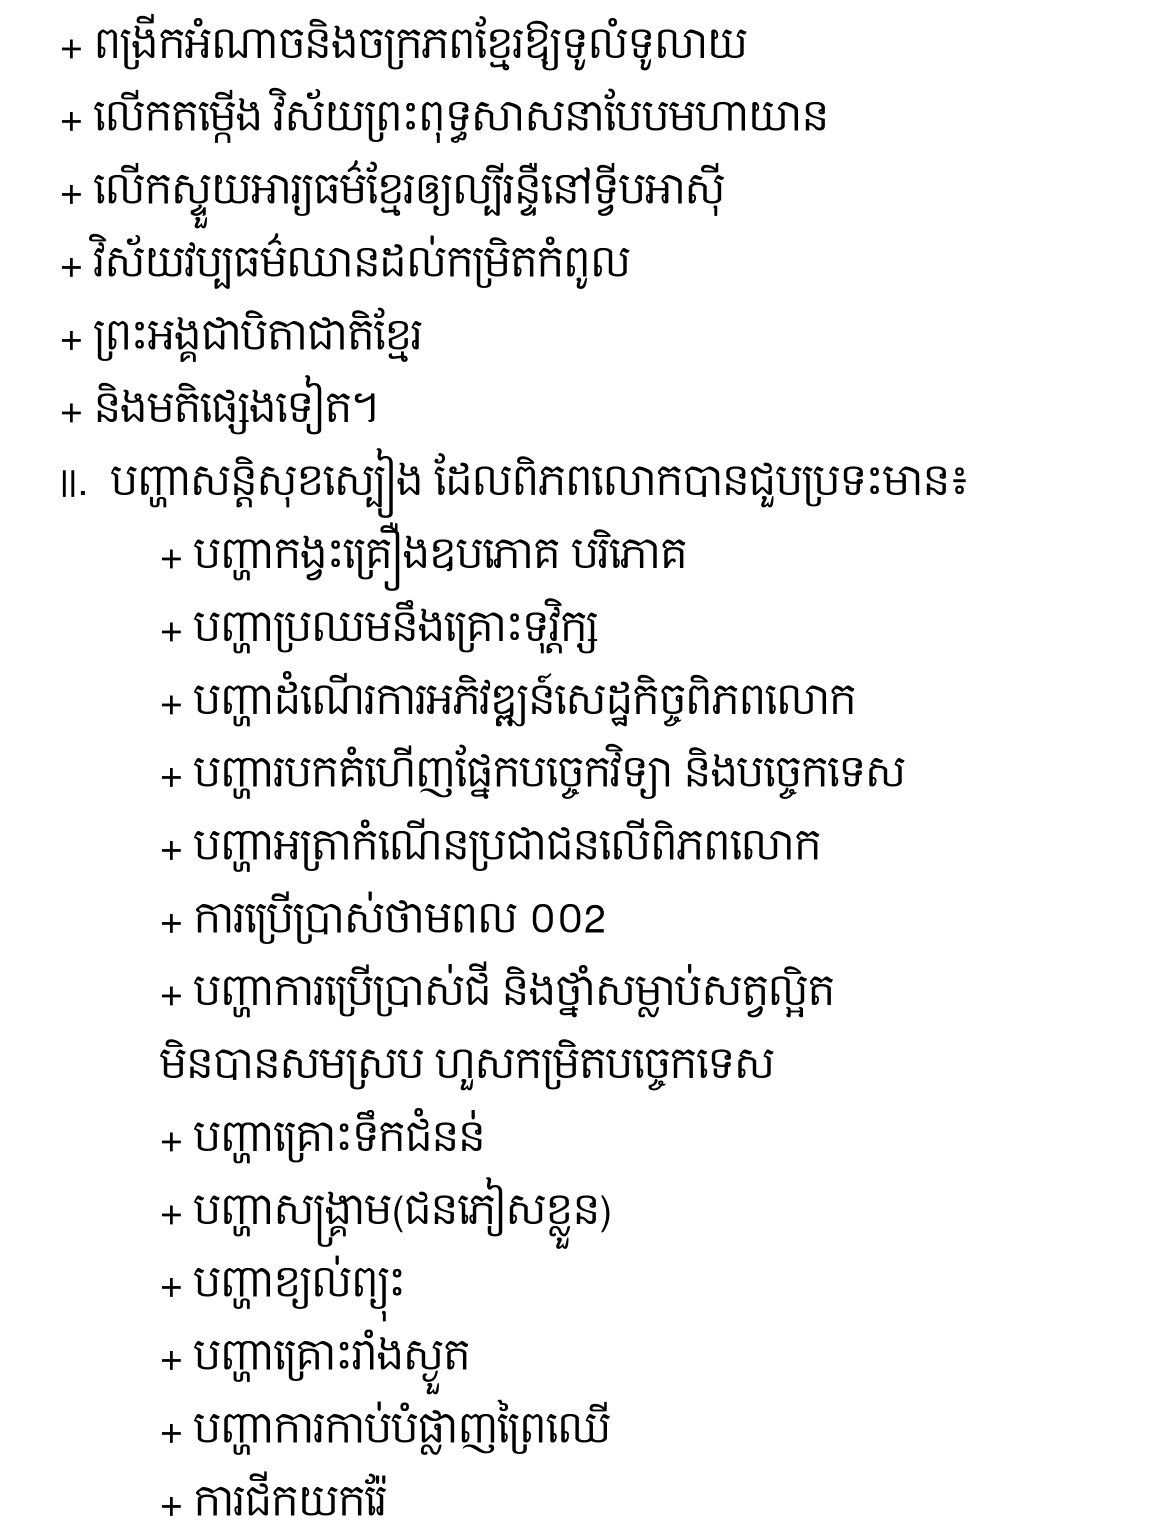 + ពង្រីកអំណាចនិងចក្រភពខ្មែរឱ្យទូលំទូលាយ
+ លើកតម្កើង វិស័យព្រះពុទ្ធសាសនាបែបមហាយាន
+ លើកស្ទួយអារ្យធម៌ខ្មែរឲ្យល្បីរន្ទឺនៅទ្វីបអាស៊ី
+ វិស័យវប្បធម៌ឈានដល់កម្រិតកំពូល
+ ព្រះអង្គជាបិតាជាតិខ្មែរ
+ និងមតិផ្សេងទៀត។
II. បញ្ហាសន្តិសុខស្បៀង ដែលពិភពលោកបានជួបប្រទះមាន៖
+ បញ្ហាកង្វះគ្រឿងឧបភោគ បរិភោគ
+ បញ្ហាប្រឈមនឹងគ្រោះទុរ្ភិក្ស
+ បញ្ហាដំណើរការអភិវឌ្ឍន៍សេដ្ឋកិច្ចពិភពលោក
+ បញ្ហារបកគំហើញផ្នែកបច្ចេកវិទ្យា និងបច្ចេកទេស
+ បញ្ហាអត្រាកំណើនប្រជាជនលើពិភពលោក
+ ការប្រើប្រាស់ថាមពល 002
+ បញ្ហាការប្រើប្រាស់ជី និងថ្នាំសម្លាប់សត្វល្អិត
មិនបានសមស្រប ហួសកម្រិតបច្ចេកទេស
+ បញ្ហាគ្រោះទឹកជំនន់
+ បញ្ហាសង្គ្រាម(ជនភៀសខ្លួន)
+ បញ្ហាខ្យល់ព្យុះ
+ បញ្ហាគ្រោះរាំងស្ងួត
+ បញ្ហាការកាប់បំផ្លាញព្រៃឈើ
+ ការជីកយករ៉ែ